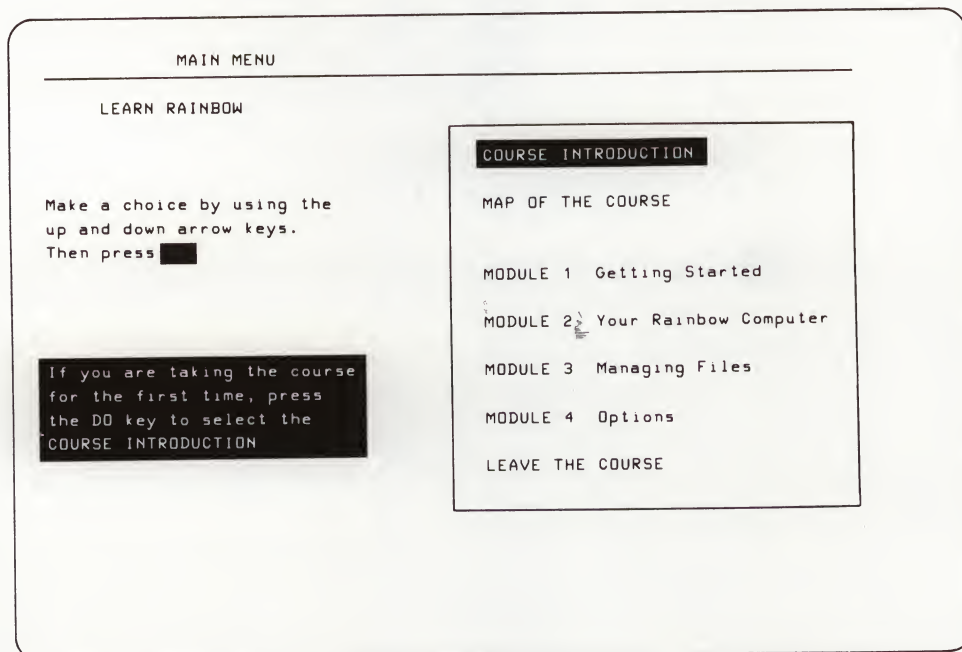 MAIN MENU
LEARN RAINBOW
Make a choice by using the
up and down arrow keys.
Then press
If you are taking the course
for the first time, press
the DO key to select the
COURSE INTRODUCTION
COURSE INTRODUCTION
MAP OF THE COURSE
MODULE 1 Getting Started
MODULE 2 Your Rainbow Computer
MODULE 3 Managing Files
MODULE 4 Options
LEAVE THE COURSE